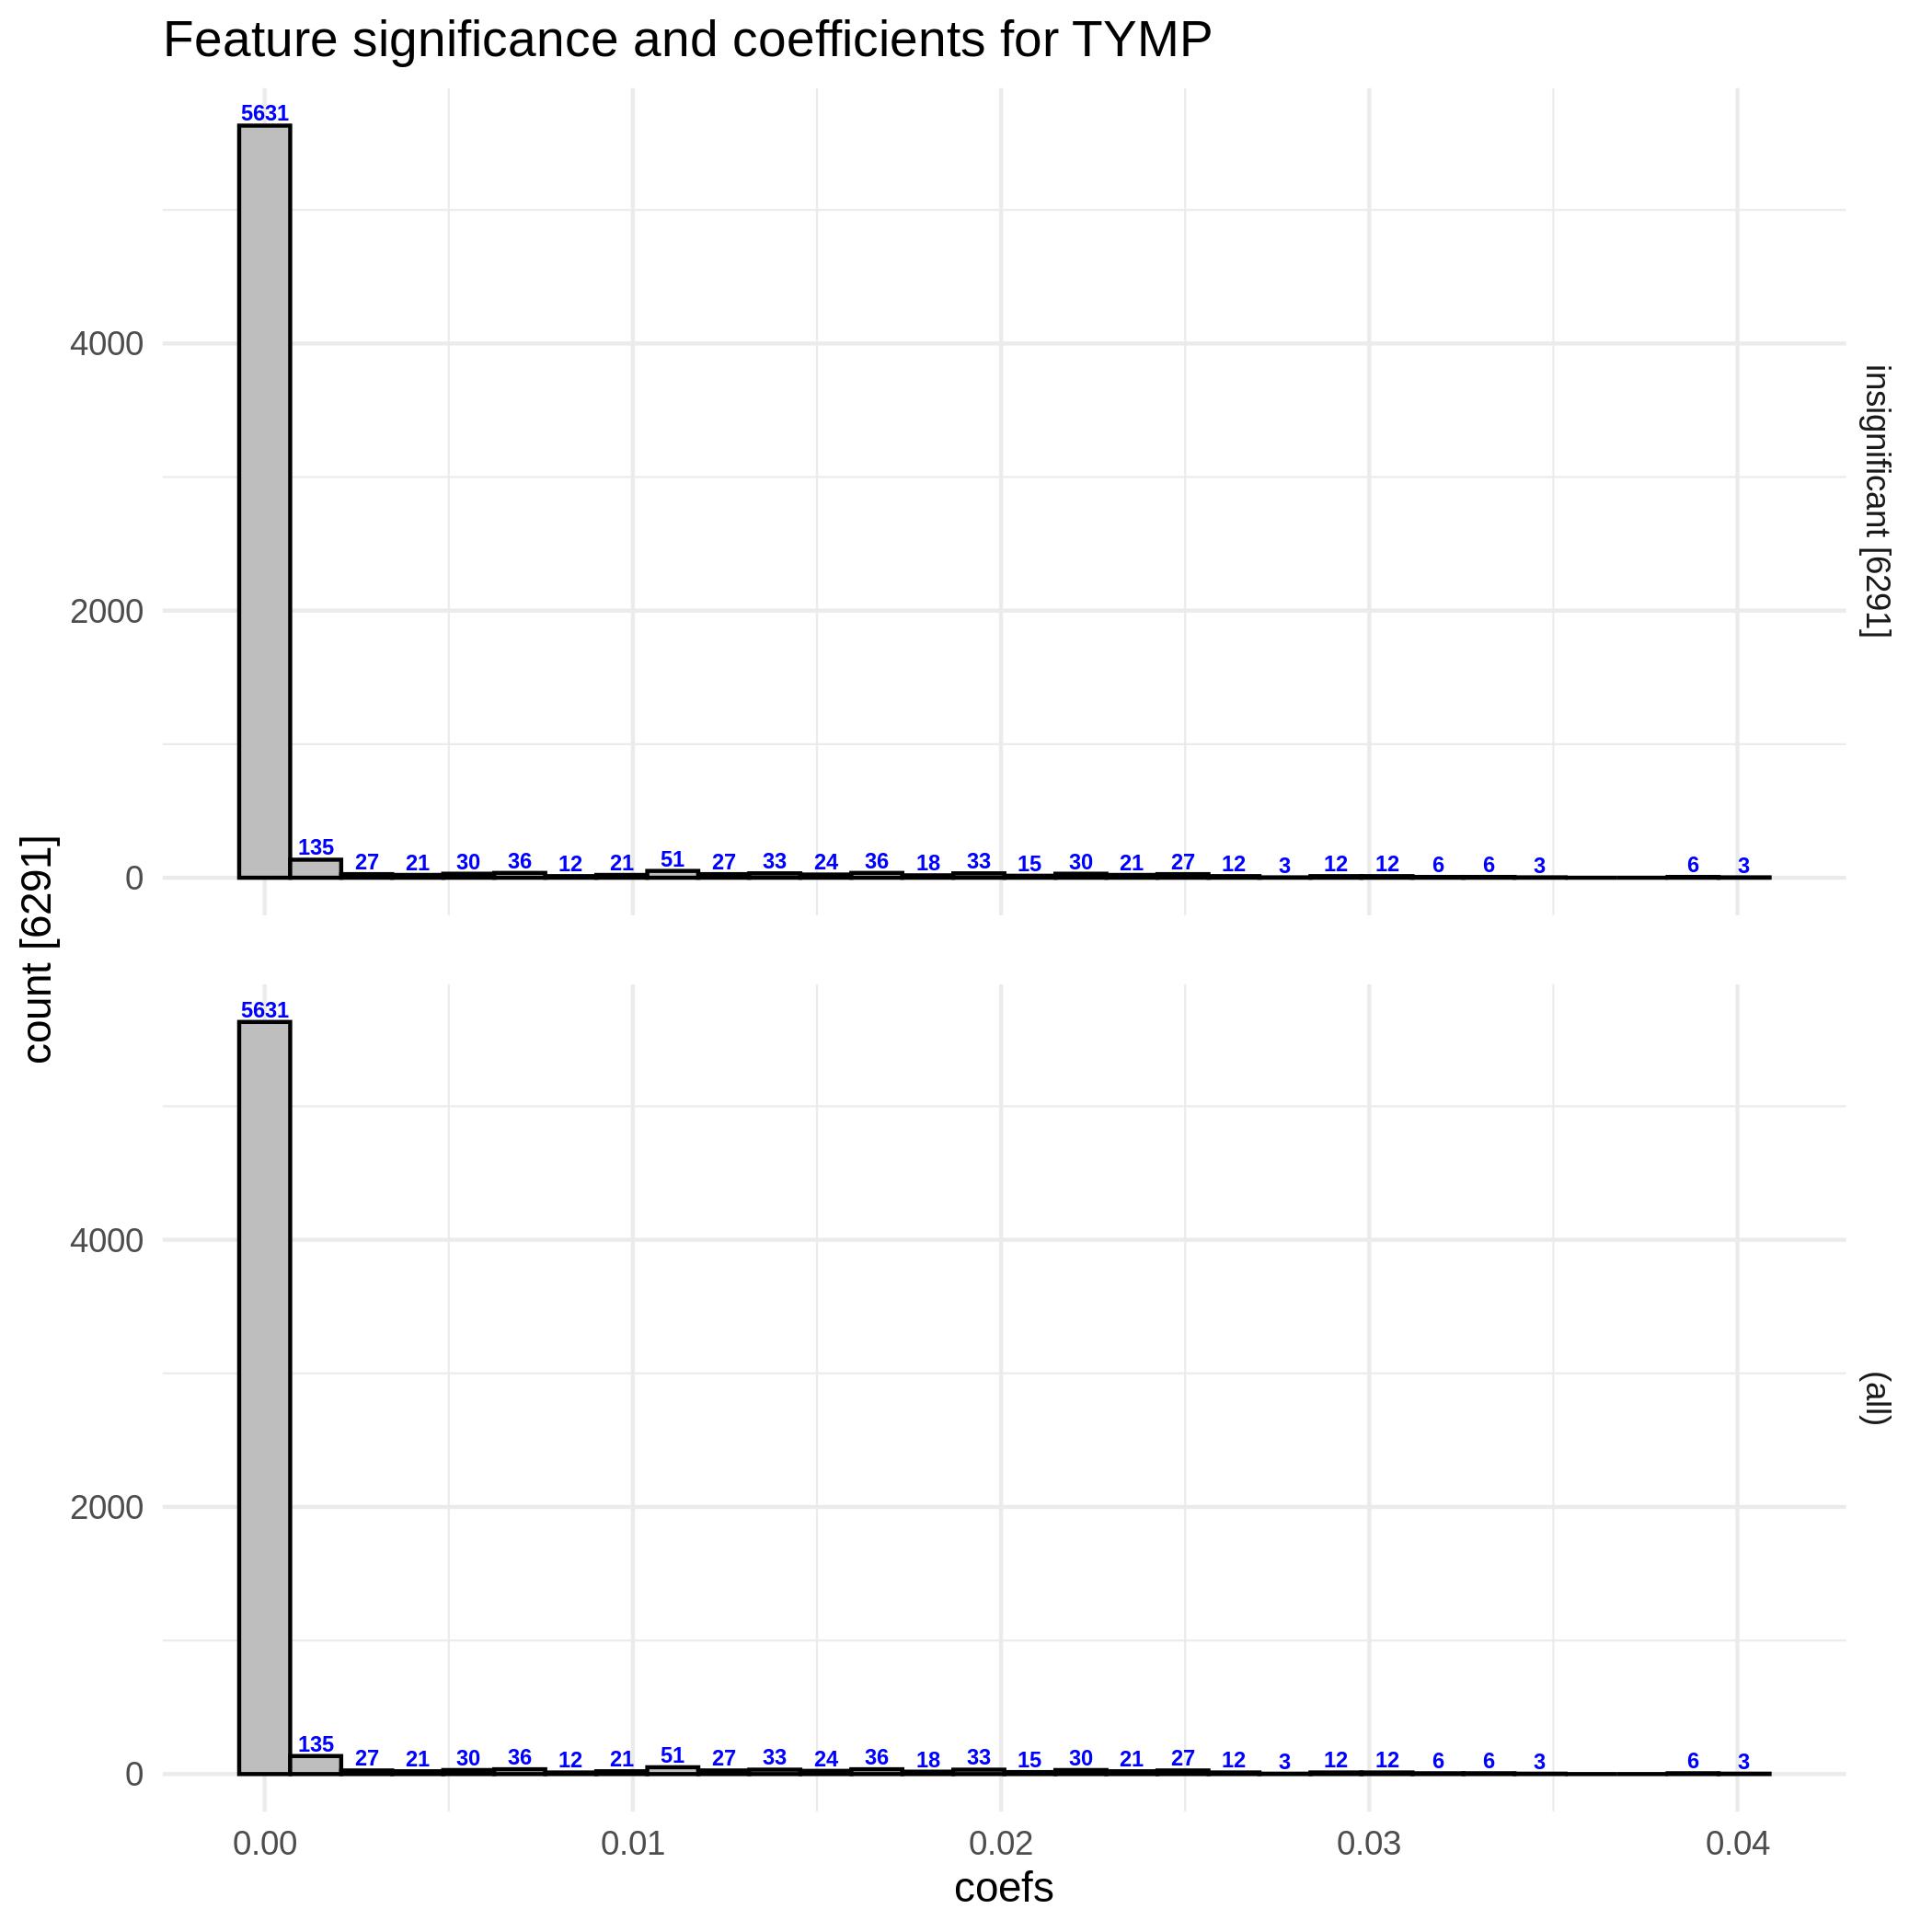 Feature significance and coefficients for TYMP
count [6291]
5631
135 27 21 30 36 12 21 51 27 33 24 36 18 33 15 30 21 27 12 3 12 12 6 6 3 6 3
4000
2000
0
insignificant [6291]
5631
135 27 21 30 36 12 21 51 27 33 24 36 18 33 15 30 21 27 12 3 12 12 6 6 3 6 3
4000
2000
0
(all)
0.00 0.01 0.02 0.03 0.04
coefs